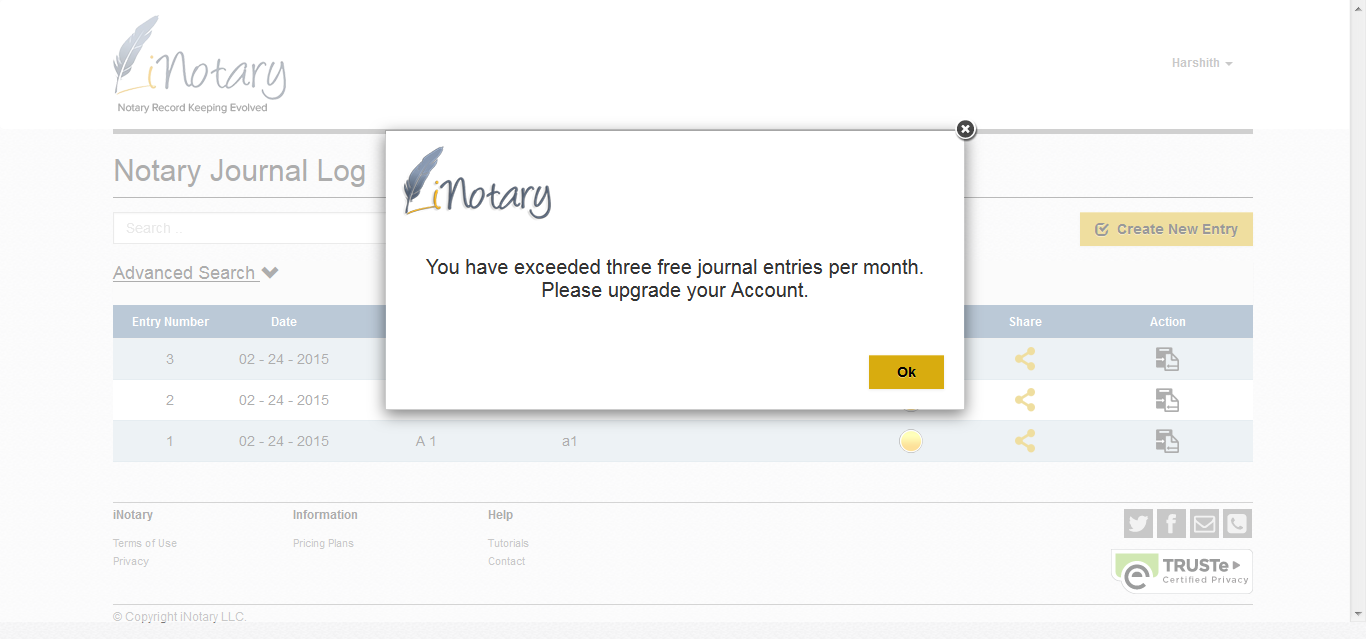 iNotary
Notary Record Keeping Evolved
Harshith
Notary Journal Log
Search ..
Create New Entry
Advanced Search
iNotary
You have exceeded three free journal entries per month.
Please upgrade your Account.
Ok
Entry Number Date Share Action
3 02 - 24 - 2015
2 02 - 24 - 2015
1 02 - 24 - 2015 A 1 a1
iNotary Information Help
Terms of Use Pricing Plans Tutorials
Privacy Contact
TRUSTe
Certified Privacy
© Copyright iNotary LLC.